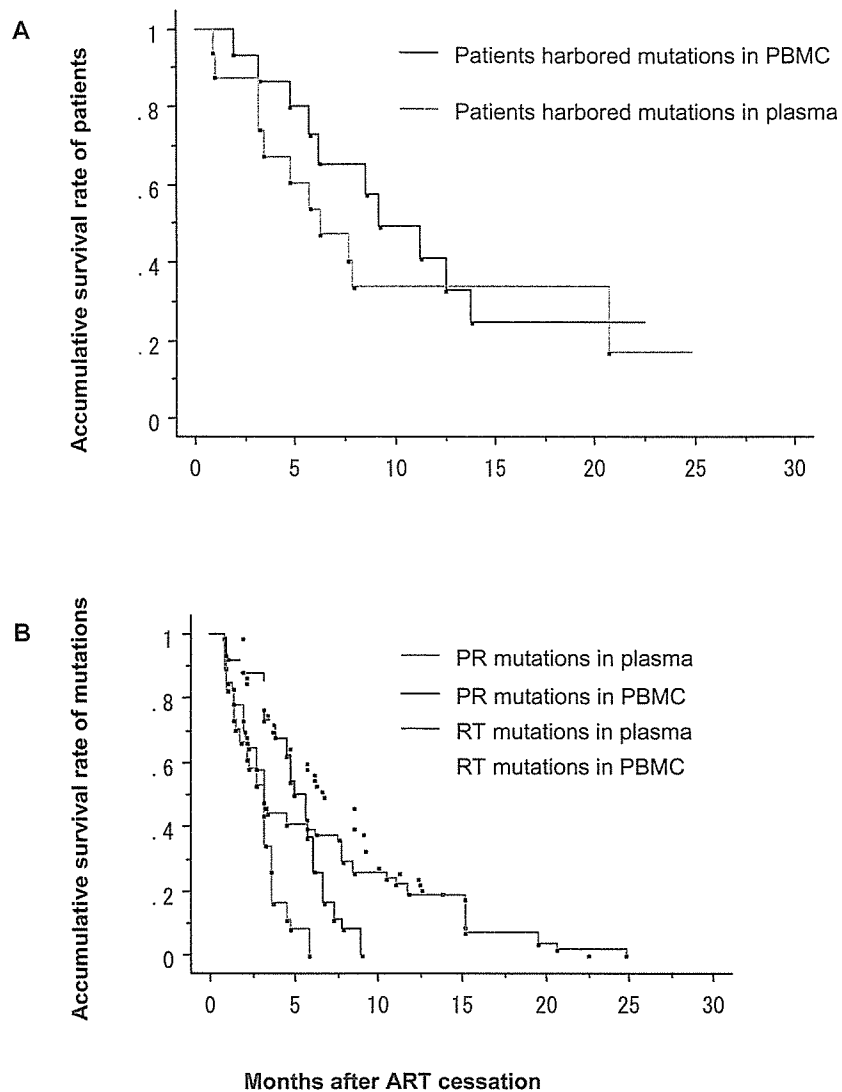 A
Accumulative survival rate of patients
1
.8
.6
.4
.2
0
Patients harbored mutations in PBMC
Patients harbored mutations in plasma
0 5 10 15 20 25 30
B
Accumulative survival rate of mutations
1
.8
.6
.4
.2
0
PR mutations in plasma
PR mutations in PBMC
RT mutations in plasma
RT mutations in PBMC
0 5 10 15 20 25 30
Months after ART cessation